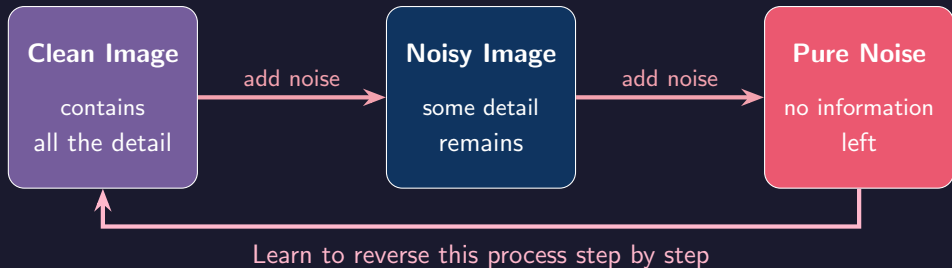 Clean Image
contains
all the detail
add noise
Noisy Image
some detail
remains
add noise
Pure Noise
no information
left
Learn to reverse this process step by step